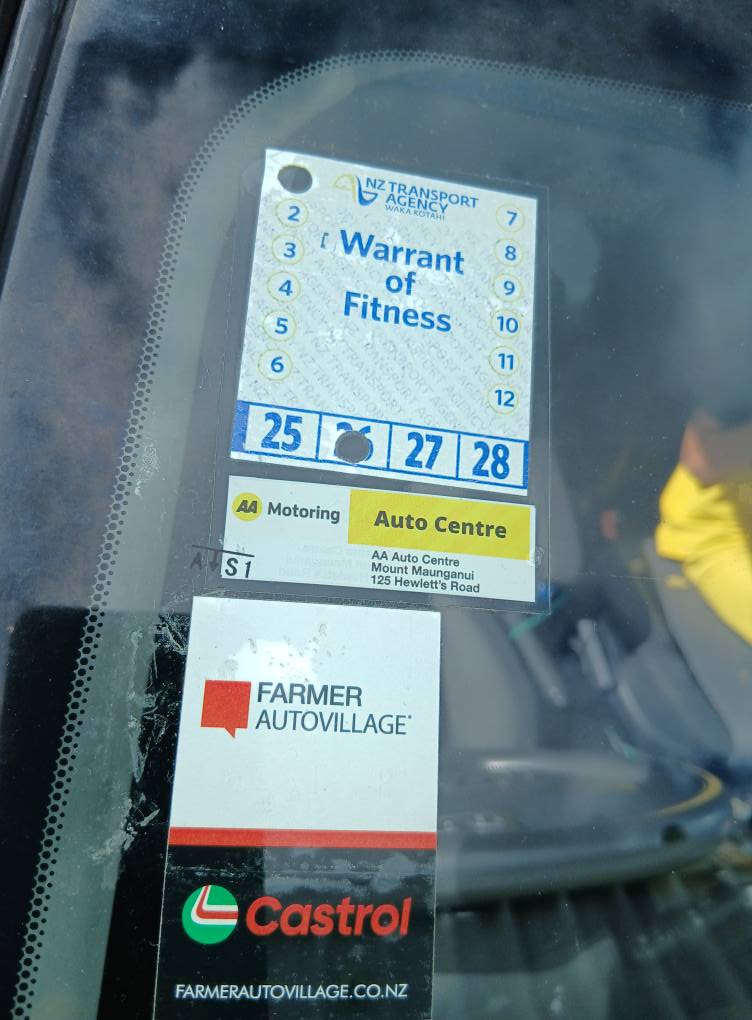 NZ TRANSPORT
AGENCY
WAKA KOTAHI
Warrant
of
Fitness
2
3
4
5
6
7
8
9
10
11
12
25 26 27 28
AA Motoring
Auto Centre
AA Auto Centre
Mount Maunganui
125 Hewlett's Road
S1
FARMER
AUTOVILLAGE
Castrol
FARMERAUTOVILLAGE.CO.NZ